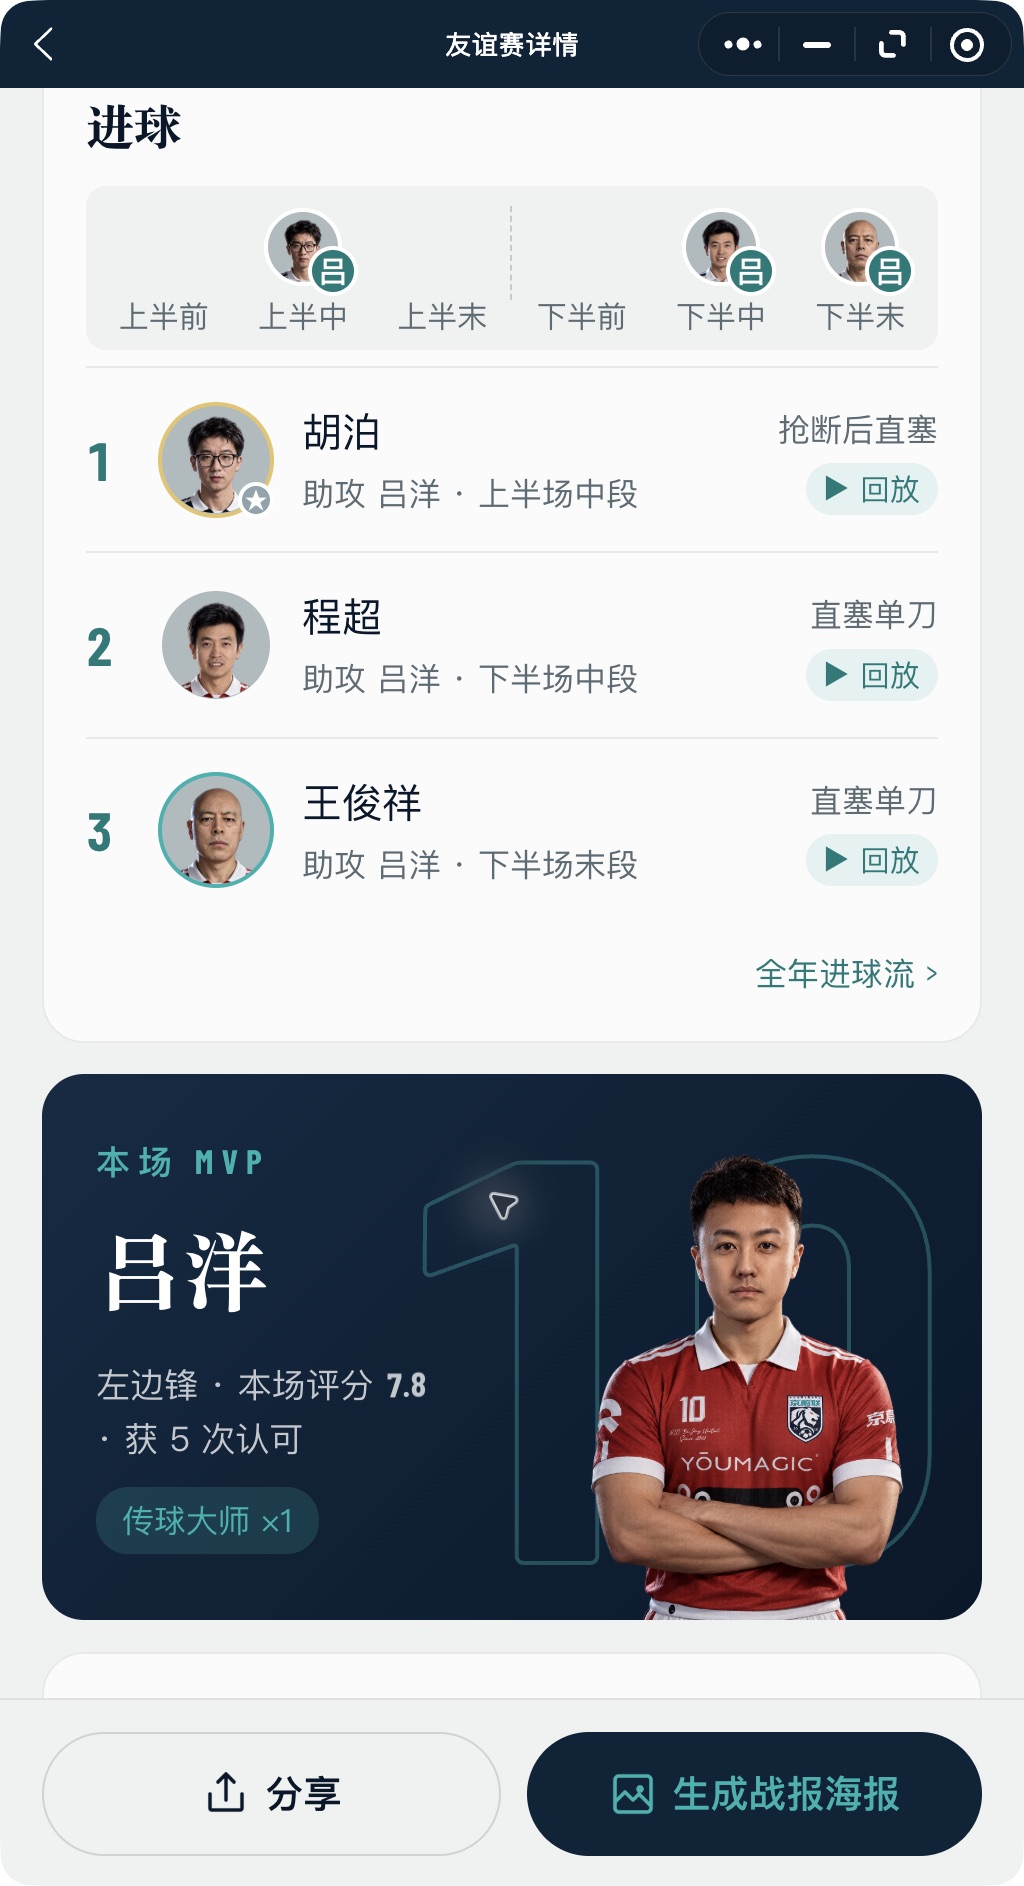 友谊赛详情
进球
吕
吕
吕
上半前
上半中
上半末
下半前
下半中
下半末
1
胡泊
抢断后直塞
助攻 吕洋 · 上半场中段
回放
2
程超
直塞单刀
助攻 吕洋 · 下半场中段
回放
3
王俊祥
直塞单刀
助攻 吕洋 · 下半场末段
回放
全年进球流 >
本场 MVP
10
吕洋
左边锋 · 本场评分 7.8
· 获 5 次认可
传球大师 ×1
10
YŌUMAGIC
分享
生成战报海报